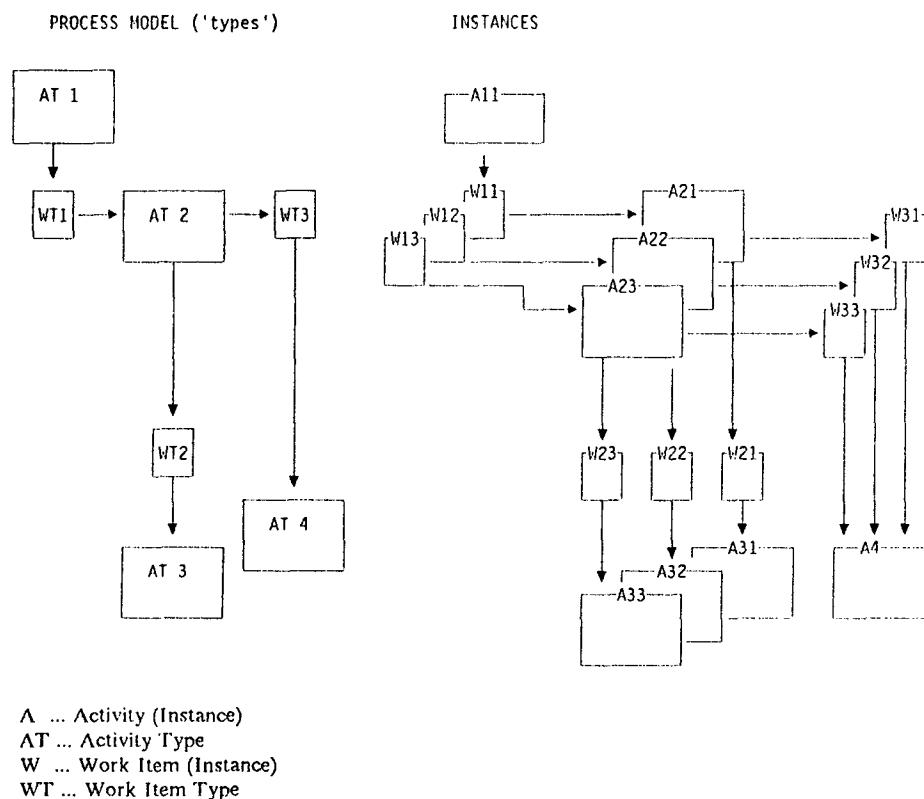 PROCESS MODEL ('types')
INSTANCES
AT 1
A11
WT1
AT 2
WT3
W11
W12
W13
A21
A22
A23
W31
W32
W33
WT2
W23
W22
W21
AT 4
AT 3
A31
A32
A33
A4
A ... Activity (Instance)
AT ... Activity Type
W ... Work Item (Instance)
WT ... Work Item Type